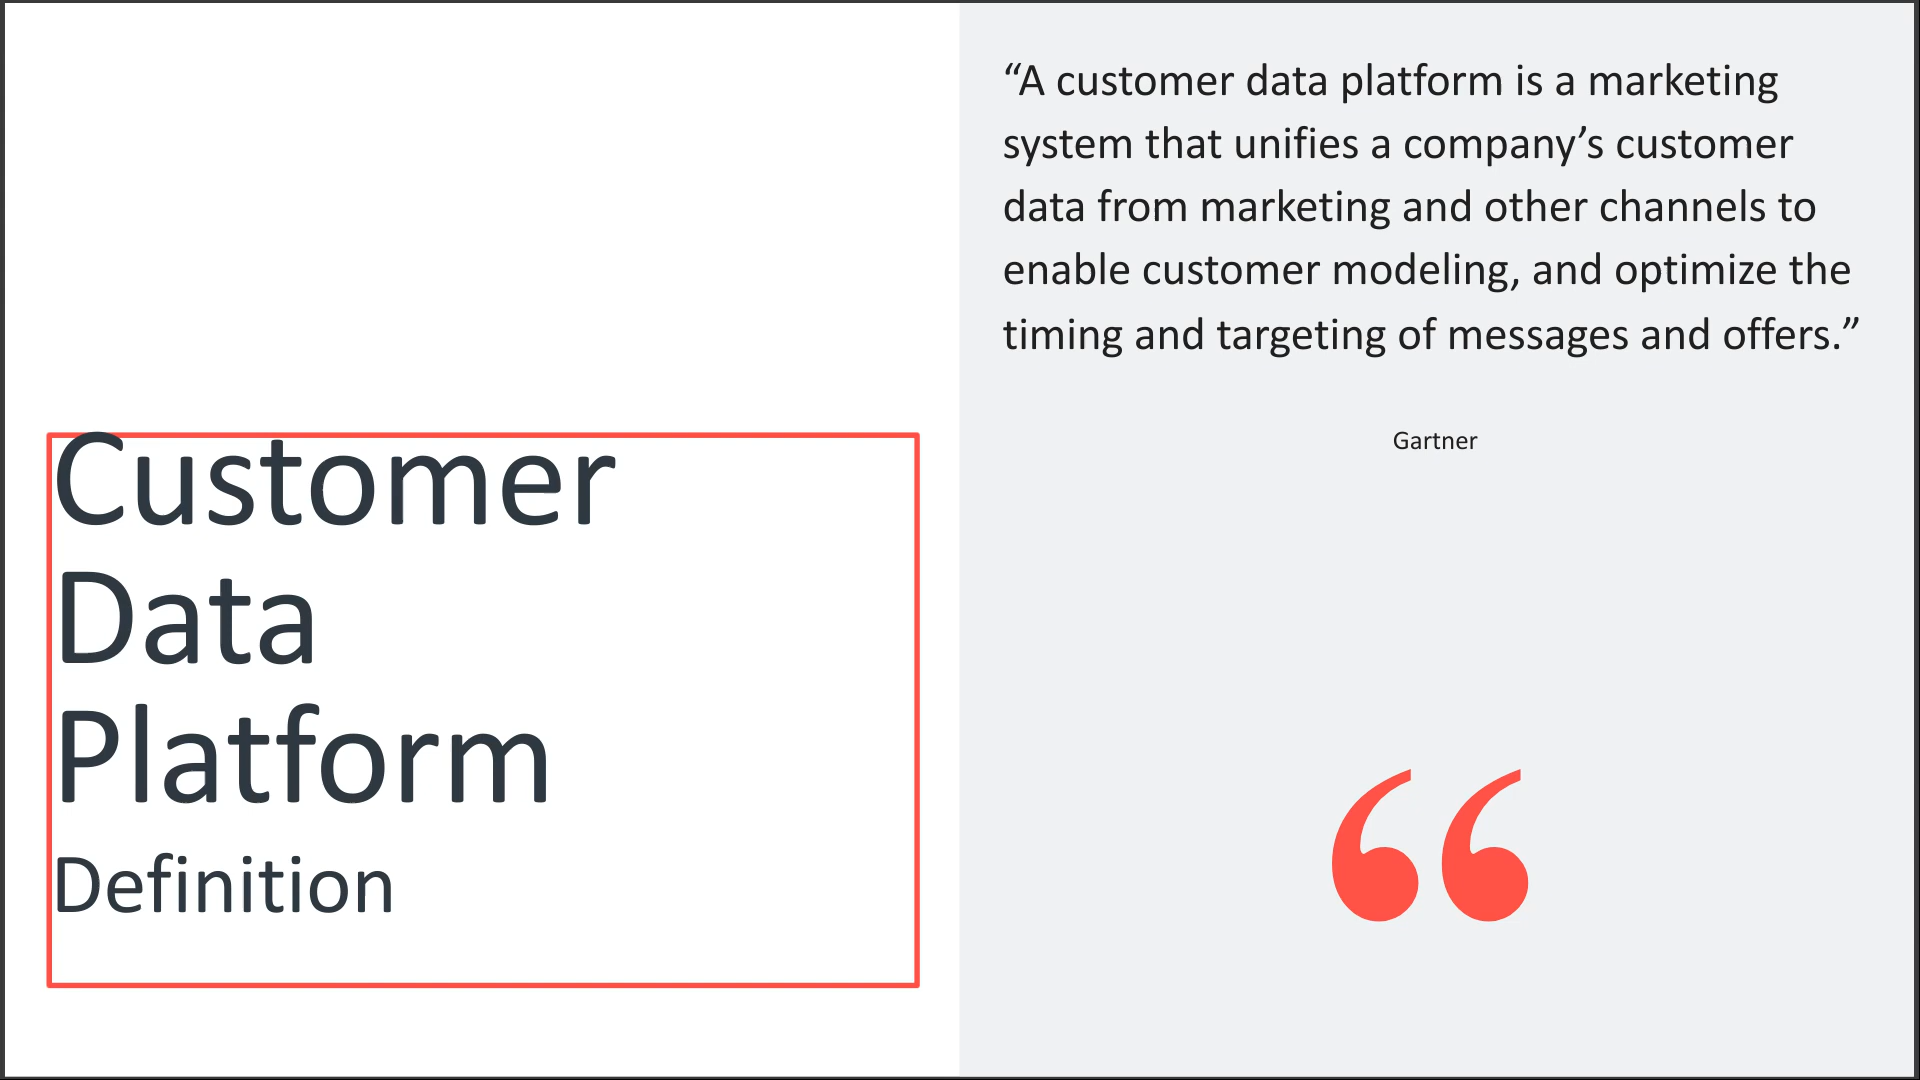 Customer
Data
Platform
Definition
“A customer data platform is a marketing
system that unifies a company’s customer
data from marketing and other channels to
enable customer modeling, and optimize the
timing and targeting of messages and offers.”
Gartner
“